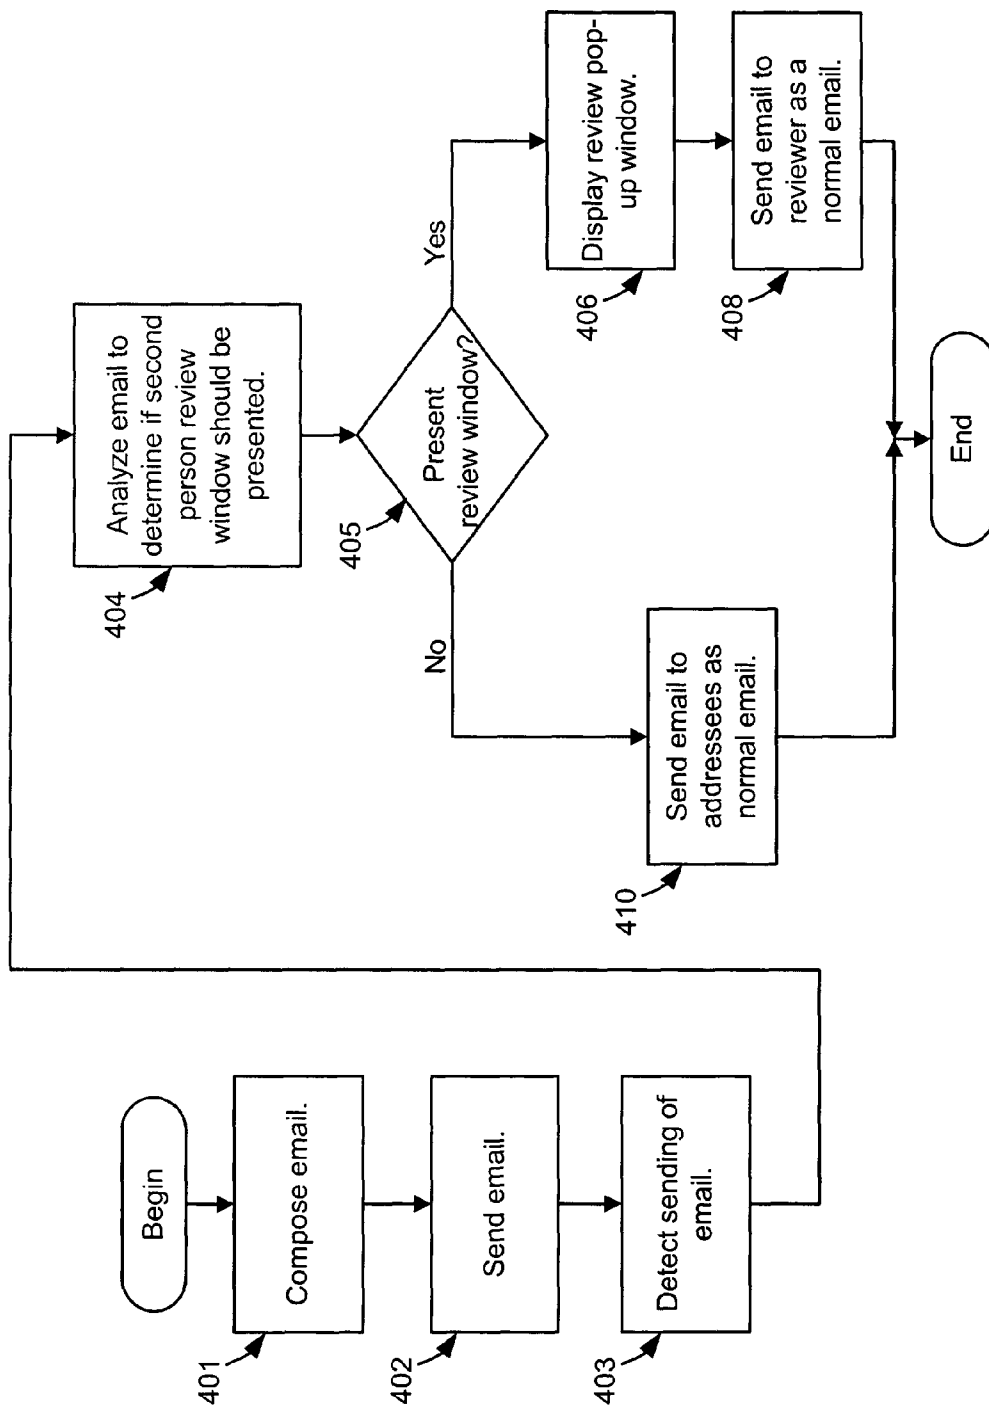 Begin
Compose email.
401
Send email.
402
Detect sending of
email.
403
Analyze email to
determine if second
person review
window should be
presented.
404
Present
review window?
405
No
Yes
Send email to
addressees as
normal email.
410
Display review pop-
up window.
406
Send email to
reviewer as a
normal email.
408
End